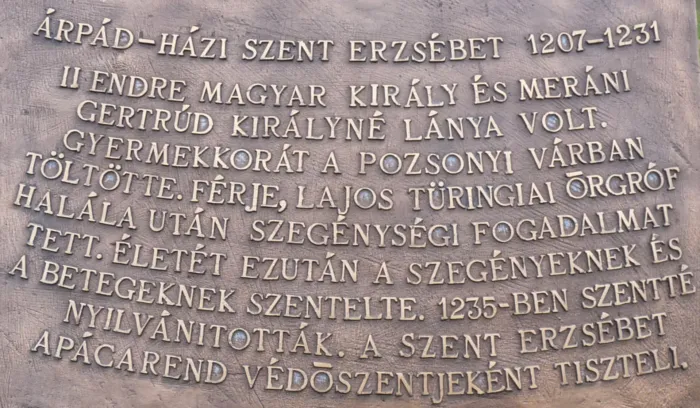 ÁRPÁD-HÁZI SZENT ERZSÉBET 1207-1231
II ENDRE MAGYAR KIRÁLY ÉS MERÁNI
GERTRÚD KIRÁLYNÉ LÁNYA VOLT.
GYERMEKKORÁT A POZSONYI VÁRBAN
TÖLTÖTTE. FÉRJE, LAJOS TÜRINGIAI ŌRGRÓF
HALÁLA UTÁN SZEGÉNYSÉGI FOGADALMAT
TETT. ÉLETÉT EZUTÁN A SZEGÉNYEKNEK ÉS
A BETEGEKNEK SZENTELTE. 1235-BEN SZENTTÉ
NYILVÁNITOTTÁK. A SZENT ERZSÉBET
APÁCAREND VÉDŌSZENTJEKÉNT TISZTELI.